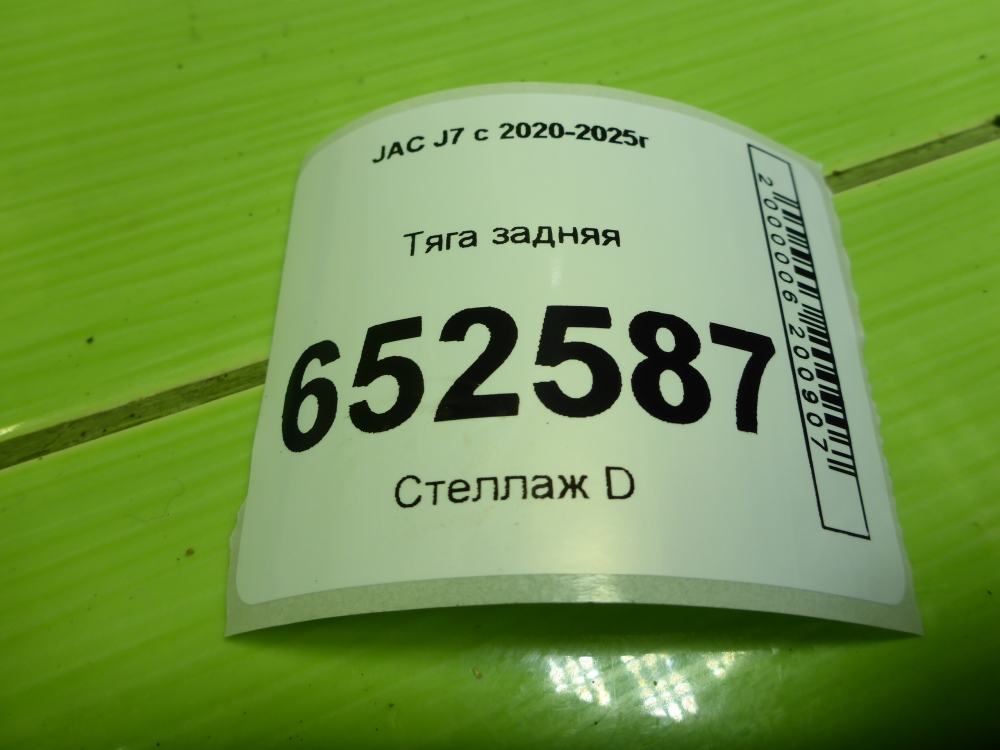 JAC J7 с 2020-2025г
Тяга задняя
652587
Стеллаж D
2000006200907